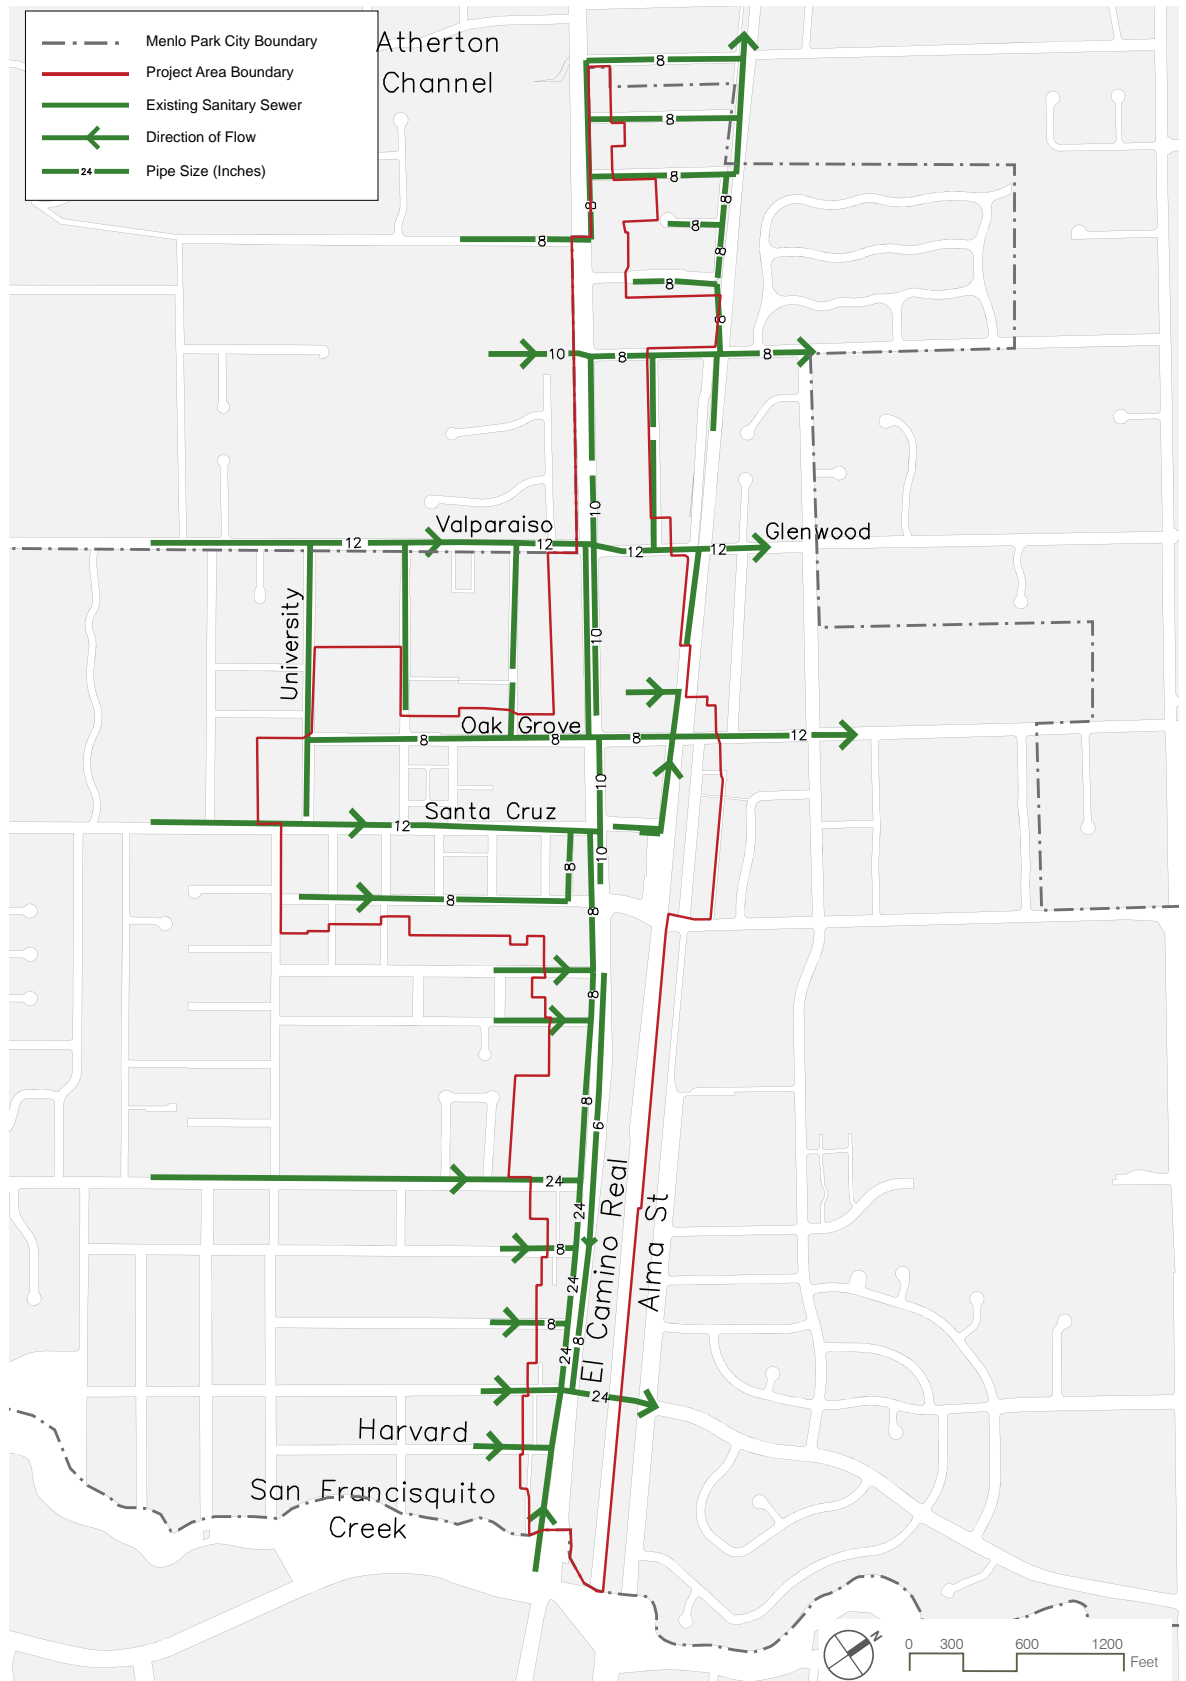 Menlo Park City Boundary
Project Area Boundary
Existing Sanitary Sewer
Direction of Flow
24 Pipe Size (Inches)
Atherton
Channel
8
8
8
8
8
8
8
8
8
6
10
8
8
10
Valparaiso
Glenwood
12
12
12
12
University
10
Oak Grove
8
8
8
12
10
Santa Cruz
12
10
8
8
8
8
8
6
24
24
El Camino Real
Alma St
8
24
8
8
24
24
Harvard
San Francisquito
Creek
N
0 300 600 1200
Feet